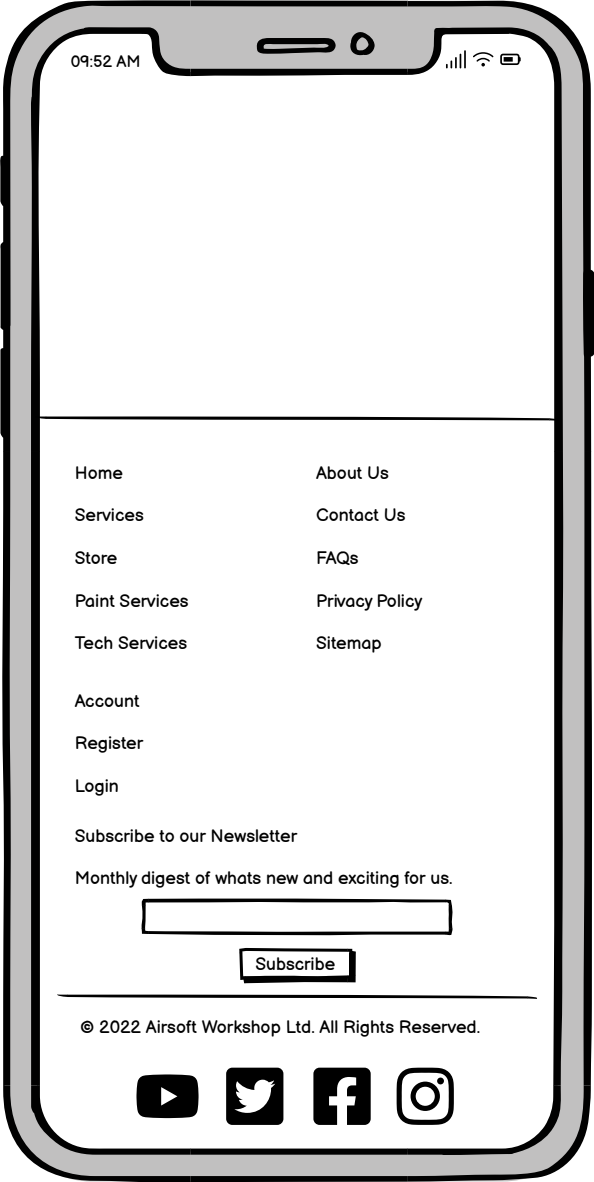 09:52 AM
Home
Services
Store
Paint Services
Tech Services
About Us
Contact Us
FAQs
Privacy Policy
Sitemap
Account
Register
Login
Subscribe to our Newsletter
Monthly digest of whats new and exciting for us.
Subscribe
© 2022 Airsoft Workshop Ltd. All Rights Reserved.